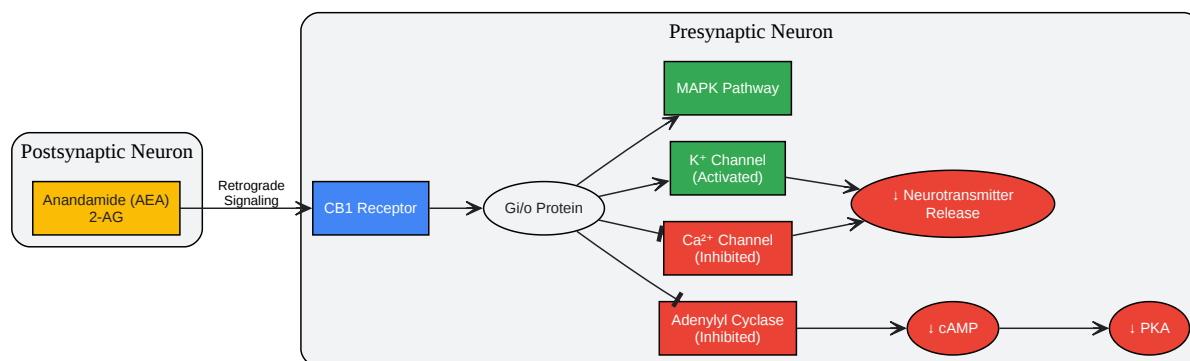 Presynaptic Neuron
MAPK Pathway
Postsynaptic Neuron
Anandamide (AEA)
2-AG
Retrograde
Signaling
CB1 Receptor
Gi/o Protein
K⁺ Channel
(Activated)
↓ Neurotransmitter
Release
Ca²⁺ Channel
(Inhibited)
Adenylyl Cyclase
(Inhibited)
↓ cAMP
↓ PKA